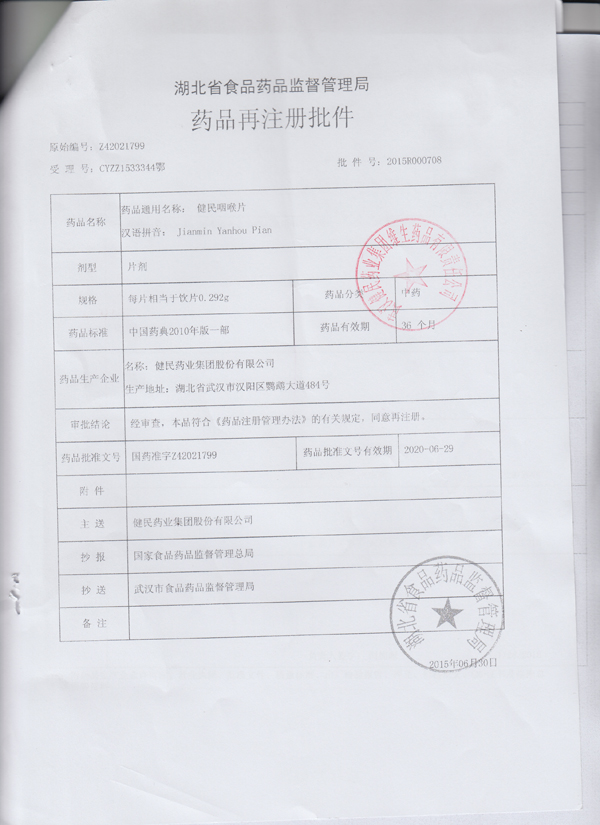 湖北省食品药品监督管理局
药品再注册批件
原始编号：Z42021799
受理号：CYZZ1533344鄂
批件号：2015R000708
药品名称
药品通用名称： 健民咽喉片
汉语拼音： Jianmin Yanhou Pian
剂型
片剂
规格
每片相当于饮片0.292g
药品分类
中药
药品标准
中国药典2010年版一部
药品有效期
36 个月
药品生产企业
名称：健民药业集团股份有限公司
生产地址：湖北省武汉市汉阳区鹦鹉大道484号
审批结论
经审查，本品符合《药品注册管理办法》的有关规定，同意再注册。
药品批准文号
国药准字Z42021799
药品批准文号有效期
2020-06-29
附件
主送
健民药业集团股份有限公司
抄报
国家食品药品监督管理总局
抄送
武汉市食品药品监督管理局
备注
湖北省食品药品监督管理局
2015年06月30日
健民药业集团维生药品有限责任公司